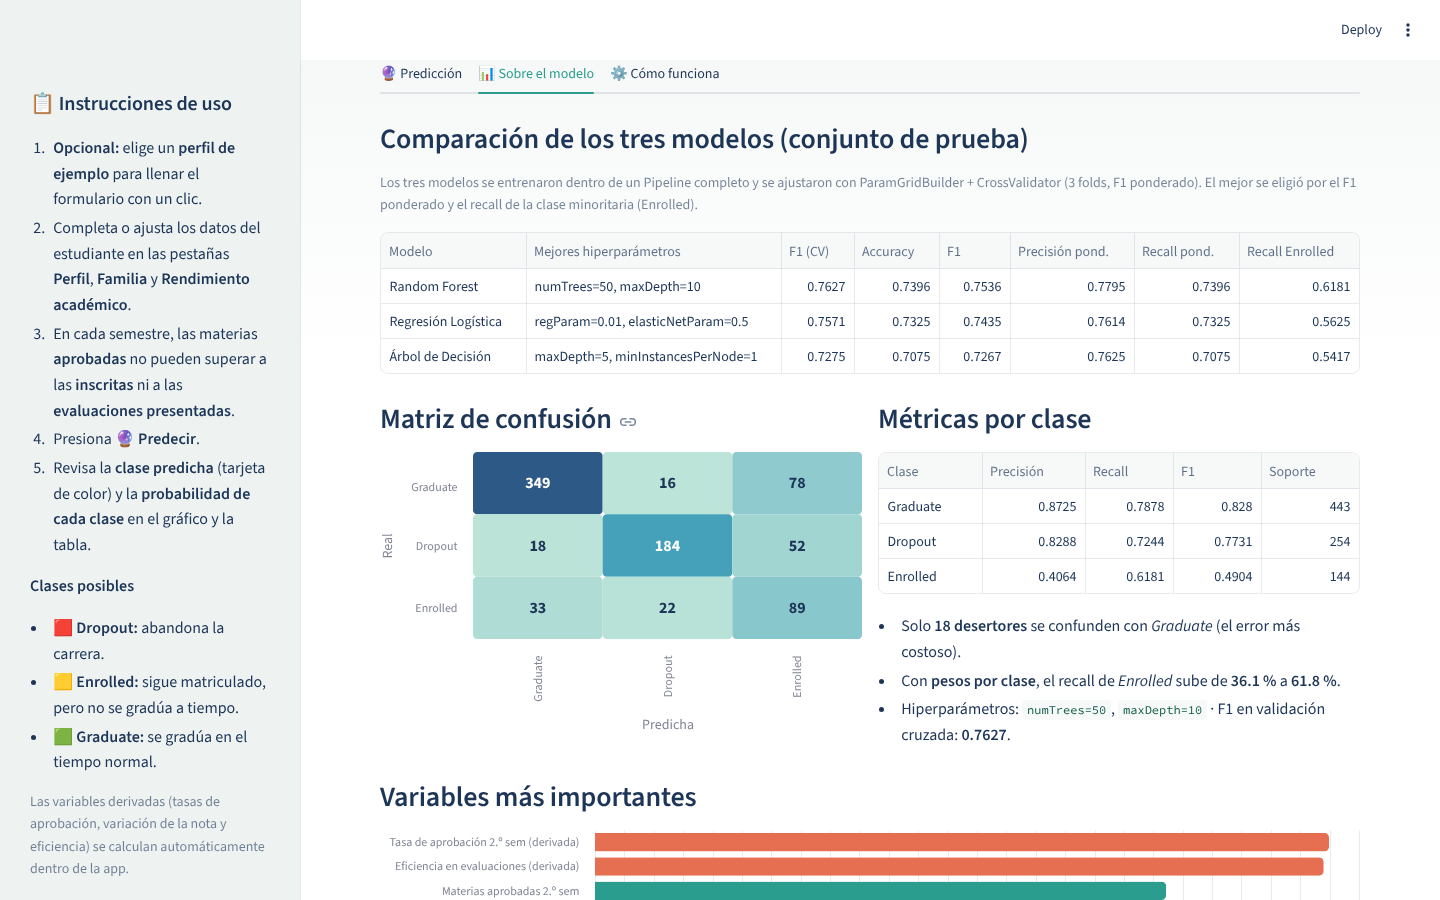 Deploy
📋 Instrucciones de uso
1. Opcional: elige un perfil de
ejemplo para llenar el
formulario con un clic.
2. Completa o ajusta los datos del
estudiante en las pestañas
Perfil, Familia y Rendimiento
académico.
3. En cada semestre, las materias
aprobadas no pueden superar a
las inscritas ni a las
evaluaciones presentadas.
4. Presiona 🔮 Predecir.
5. Revisa la clase predicha (tarjeta
de color) y la probabilidad de
cada clase en el gráfico y la
tabla.
Clases posibles
• 🟥 Dropout: abandona la
carrera.
• 🟨 Enrolled: sigue matriculado,
pero no se gradúa a tiempo.
• 🟩 Graduate: se gradúa en el
tiempo normal.
Las variables derivadas (tasas de
aprobación, variación de la nota y
eficiencia) se calculan automáticamente
dentro de la app.
🔮 Predicción 📊 Sobre el modelo ⚙️ Cómo funciona
Comparación de los tres modelos (conjunto de prueba)
Los tres modelos se entrenaron dentro de un Pipeline completo y se ajustaron con ParamGridBuilder + CrossValidator (3 folds, F1 ponderado). El mejor se eligió por el F1
ponderado y el recall de la clase minoritaria (Enrolled).
Modelo Mejores hiperparámetros F1 (CV) Accuracy F1 Precisión pond. Recall pond. Recall Enrolled
Random Forest numTrees=50, maxDepth=10 0.7627 0.7396 0.7536 0.7795 0.7396 0.6181
Regresión Logística regParam=0.01, elasticNetParam=0.5 0.7571 0.7325 0.7435 0.7614 0.7325 0.5625
Árbol de Decisión maxDepth=5, minInstancesPerNode=1 0.7275 0.7075 0.7267 0.7625 0.7075 0.5417
Matriz de confusión
Real
Graduate 349 16 78
Dropout 18 184 52
Enrolled 33 22 89
Graduate Dropout Enrolled
Predicha
Métricas por clase
Clase Precisión Recall F1 Soporte
Graduate 0.8725 0.7878 0.828 443
Dropout 0.8288 0.7244 0.7731 254
Enrolled 0.4064 0.6181 0.4904 144
• Solo 18 desertores se confunden con Graduate (el error más
costoso).
• Con pesos por clase, el recall de Enrolled sube de 36.1 % a 61.8 %.
• Hiperparámetros: numTrees=50 , maxDepth=10 · F1 en validación
cruzada: 0.7627.
Variables más importantes
Tasa de aprobación 2.º sem (derivada)
Eficiencia en evaluaciones (derivada)
Materias aprobadas 2.º sem